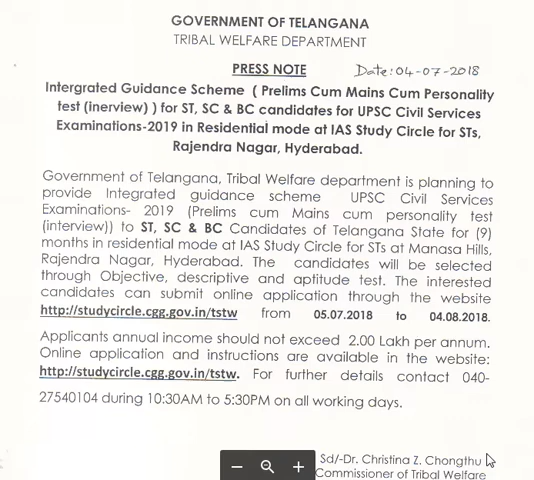 GOVERNMENT OF TELANGANA
TRIBAL WELFARE DEPARTMENT
PRESS NOTE Date:04-07-2018
Intergrated Guidance Scheme ( Prelims Cum Mains Cum Personality
test (inerview) ) for ST, SC & BC candidates for UPSC Civil Services
Examinations-2019 in Residential mode at IAS Study Circle for STs,
Rajendra Nagar, Hyderabad.
Government of Telangana, Tribal Welfare department is planning to
provide Integrated guidance scheme UPSC Civil Services
Examinations- 2019 (Prelims cum Mains cum personality test
(interview)) to ST, SC & BC Candidates of Telangana State for (9)
months in residential mode at IAS Study Circle for STs at Manasa Hills,
Rajendra Nagar, Hyderabad. The candidates will be selected
through Objective, descriptive and aptitude test. The interested
candidates can submit online application through the website
http://studycircle.cgg.gov.in/tstw from 05.07.2018 to 04.08.2018.
Applicants annual income should not exceed 2.00 Lakh per annum.
Online application and instructions are available in the website:
http://studycircle.cgg.gov.in/tstw. For further details contact 040-
27540104 during 10:30AM to 5:30PM on all working days.
Sd/-Dr. Christina Z. Chongthu
Commissioner of Tribal Welfare